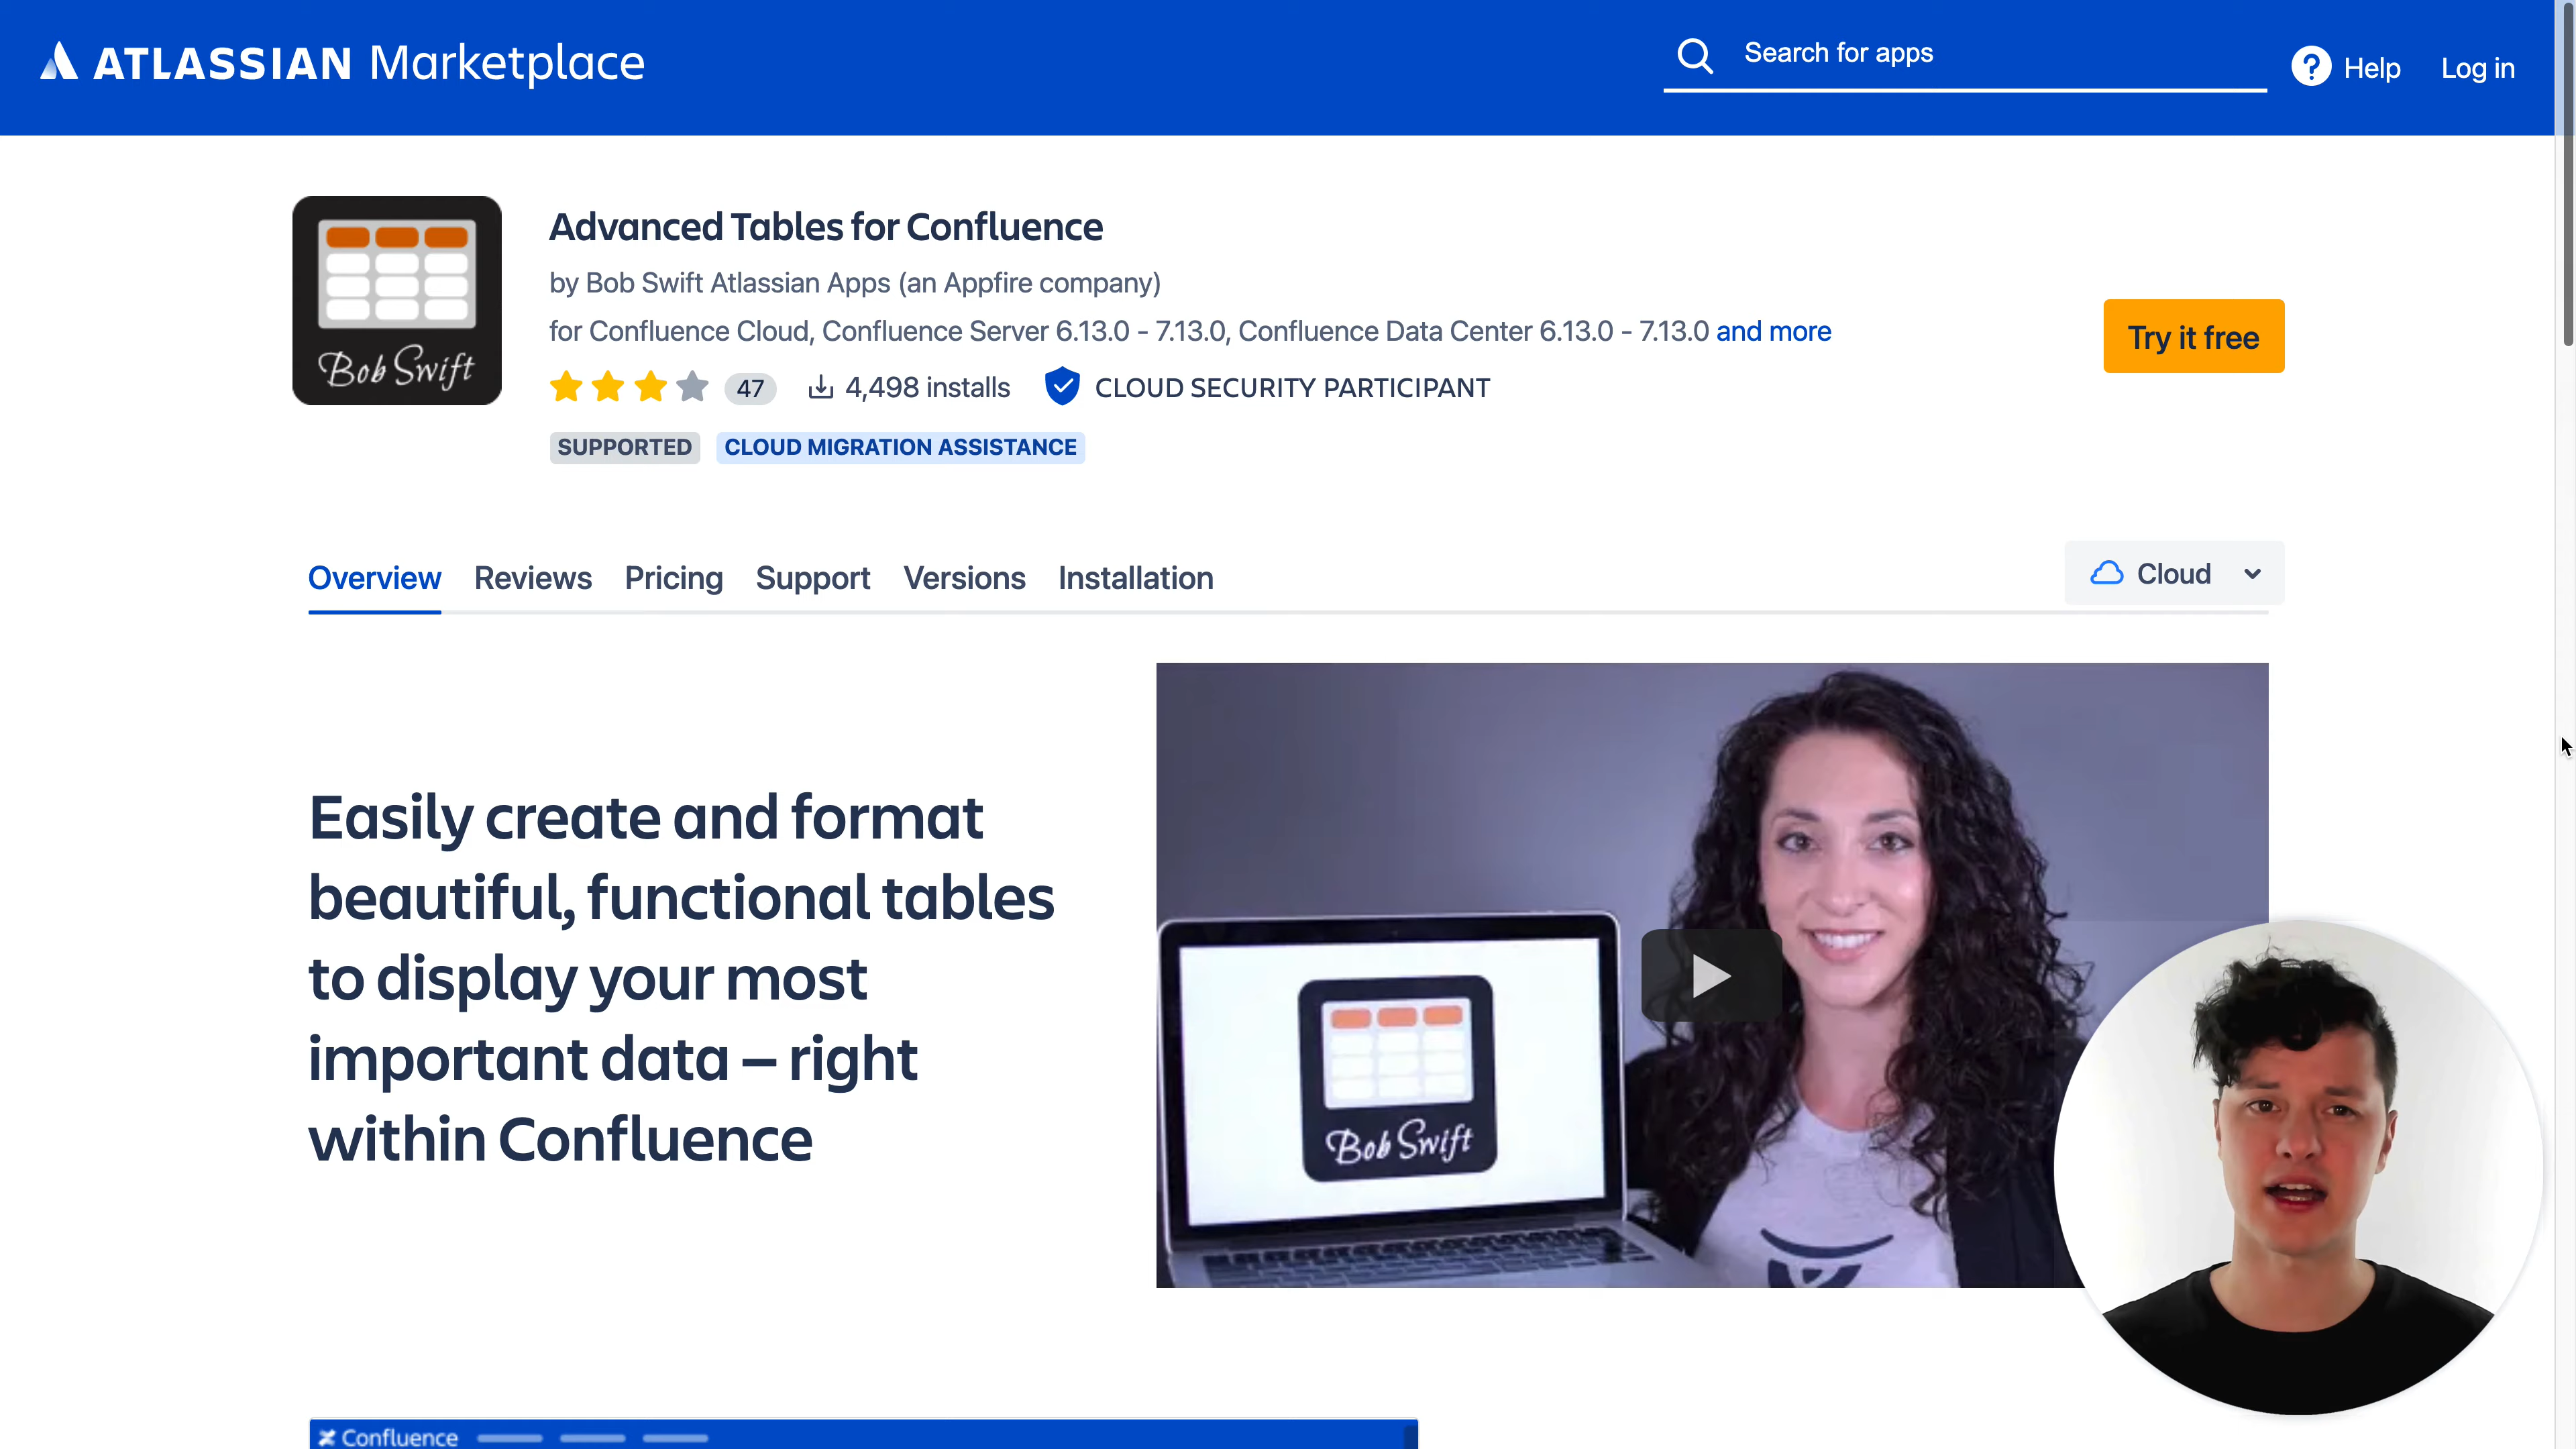 ATLASSIAN Marketplace
Search for apps
Help
Log in
Advanced Tables for Confluence
by Bob Swift Atlassian Apps (an Appfire company)
for Confluence Cloud, Confluence Server 6.13.0 - 7.13.0, Confluence Data Center 6.13.0 - 7.13.0 and more
Try it free
Bob Swift
47
4,498 installs
CLOUD SECURITY PARTICIPANT
SUPPORTED
CLOUD MIGRATION ASSISTANCE
Overview
Reviews
Pricing
Support
Versions
Installation
Cloud
Easily create and format
beautiful, functional tables
to display your most
important data – right
within Confluence
Bob Swift
Confluence